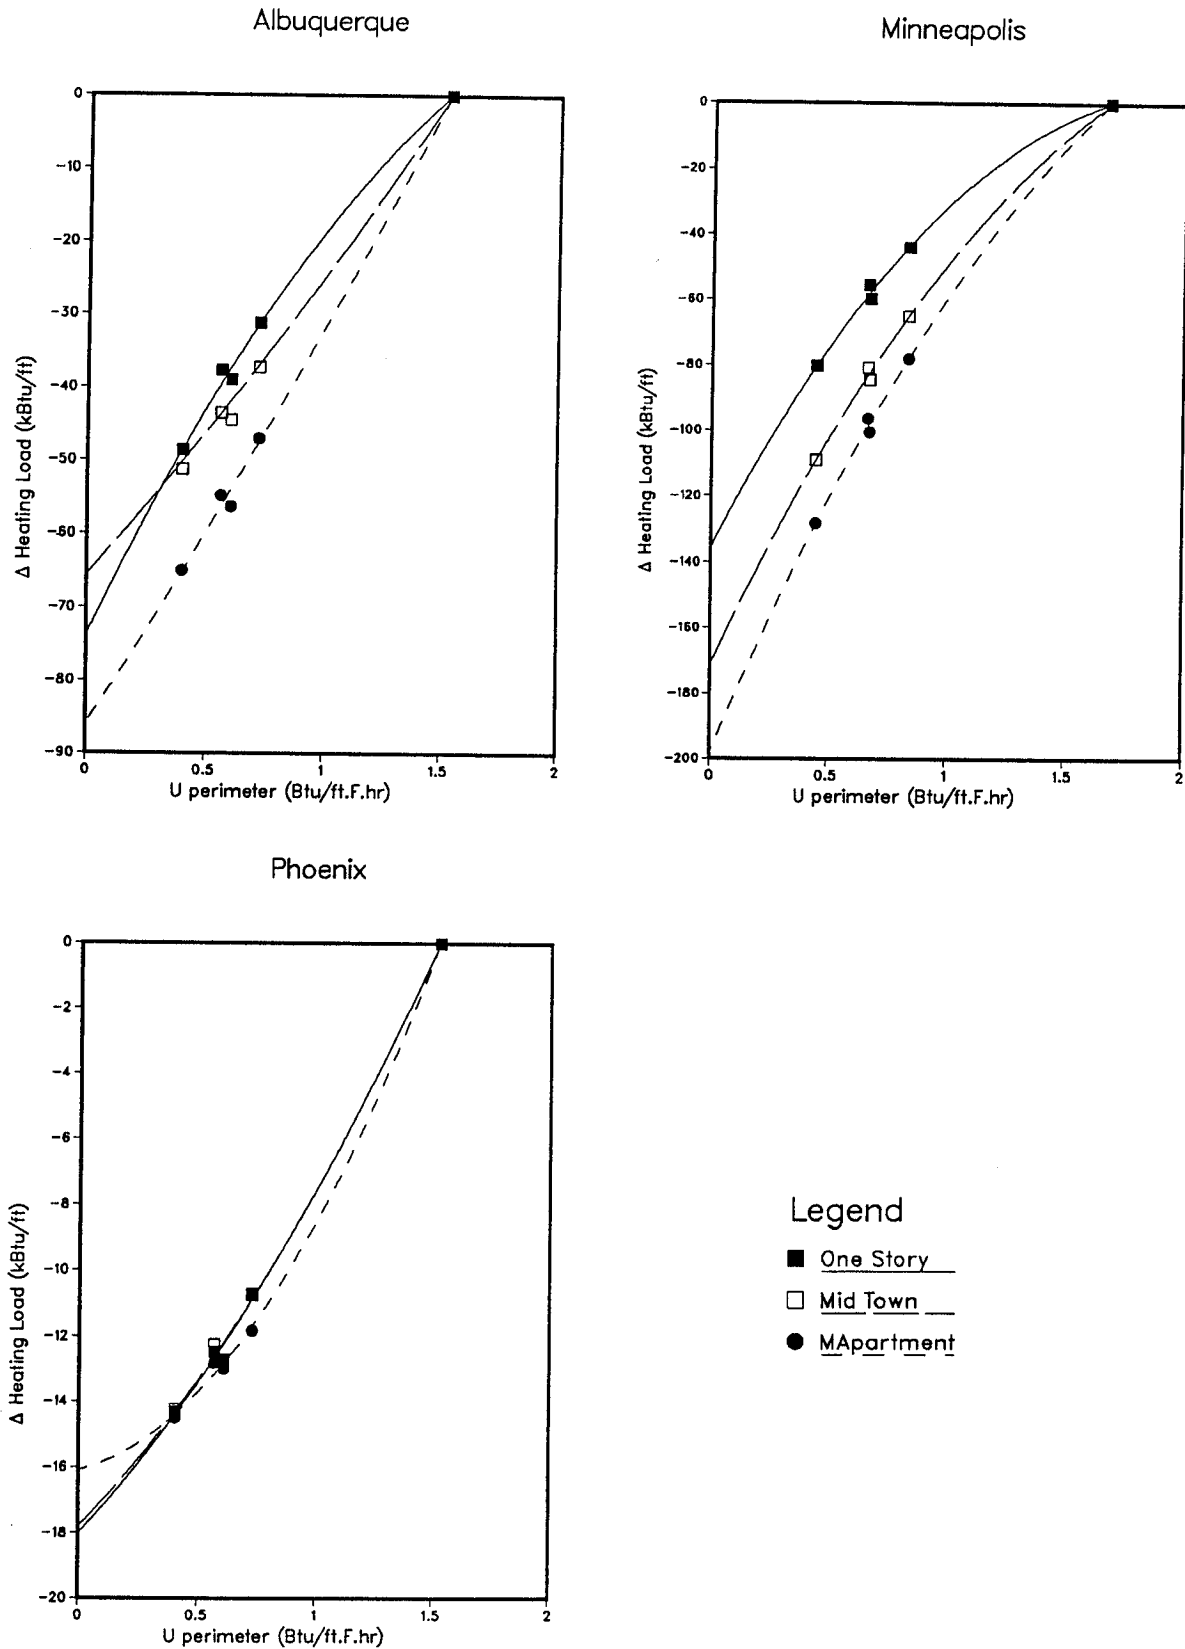 Albuquerque
0
-10
-20
-30
-40
-50
-60
-70
-80
-90
Δ Heating Load (kBtu/ft)
0 0.5 1 1.5 2
U perimeter (Btu/ft.F.hr)
Minneapolis
0
-20
-40
-60
-80
-100
-120
-140
-160
-180
-200
Δ Heating Load (kBtu/ft)
0 0.5 1 1.5 2
U perimeter (Btu/ft.F.hr)
Phoenix
0
-2
-4
-6
-8
-10
-12
-14
-16
-18
-20
Δ Heating Load (kBtu/ft)
0 0.5 1 1.5 2
U perimeter (Btu/ft.F.hr)
Legend
One Story
Mid Town
MApartment